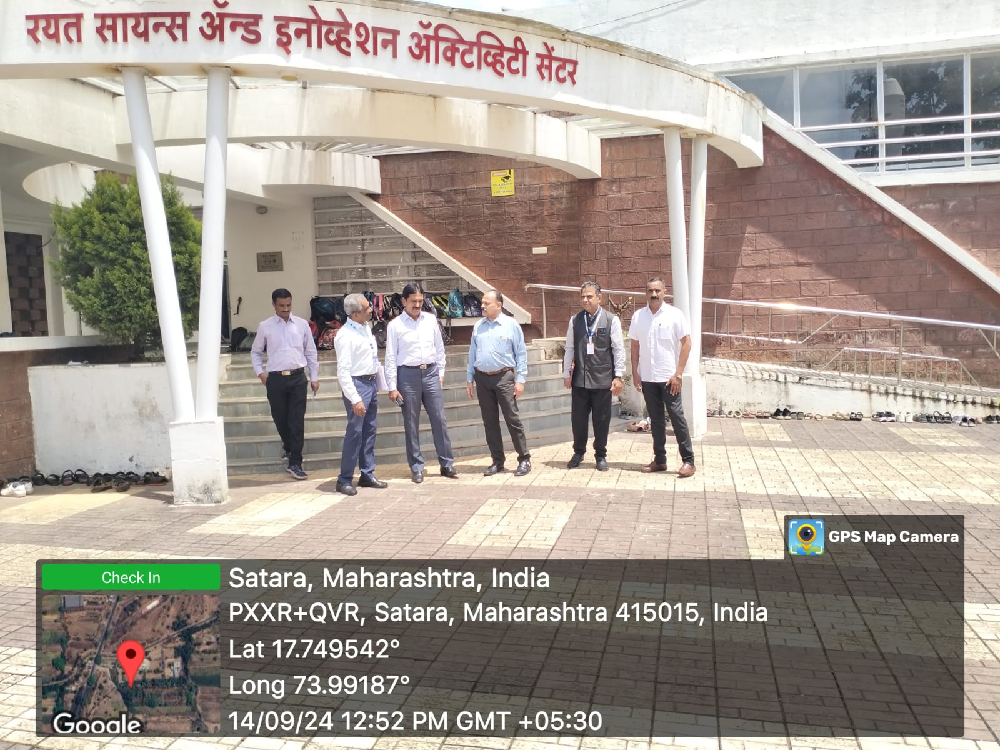 रयत सायन्स ॲन्ड इनोव्हेशन ॲक्टिव्हिटी सेंटर
GPS Map Camera
Check In
Satara, Maharashtra, India
PXXR+QVR, Satara, Maharashtra 415015, India
Lat 17.749542°
Long 73.99187°
14/09/24 12:52 PM GMT +05:30
Google